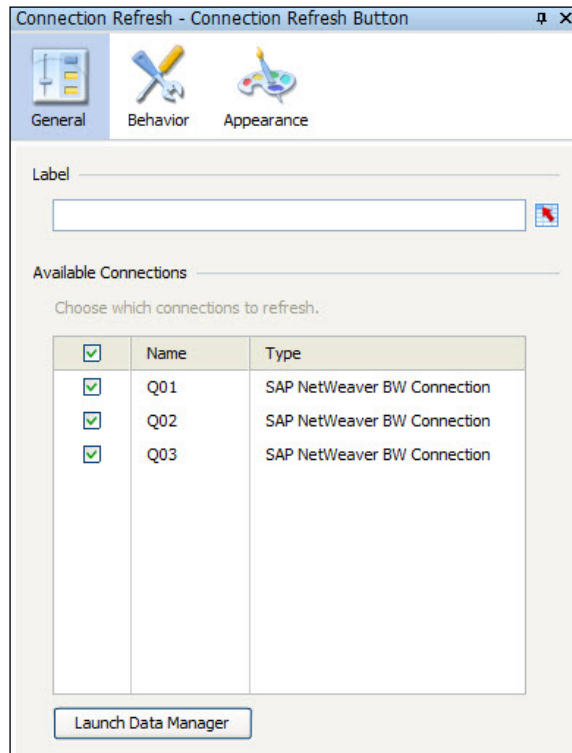 Connection Refresh - Connection Refresh Button
General Behavior Appearance
Label
Available Connections
Choose which connections to refresh.
Name Type
Q01 SAP NetWeaver BW Connection
Q02 SAP NetWeaver BW Connection
Q03 SAP NetWeaver BW Connection
Launch Data Manager